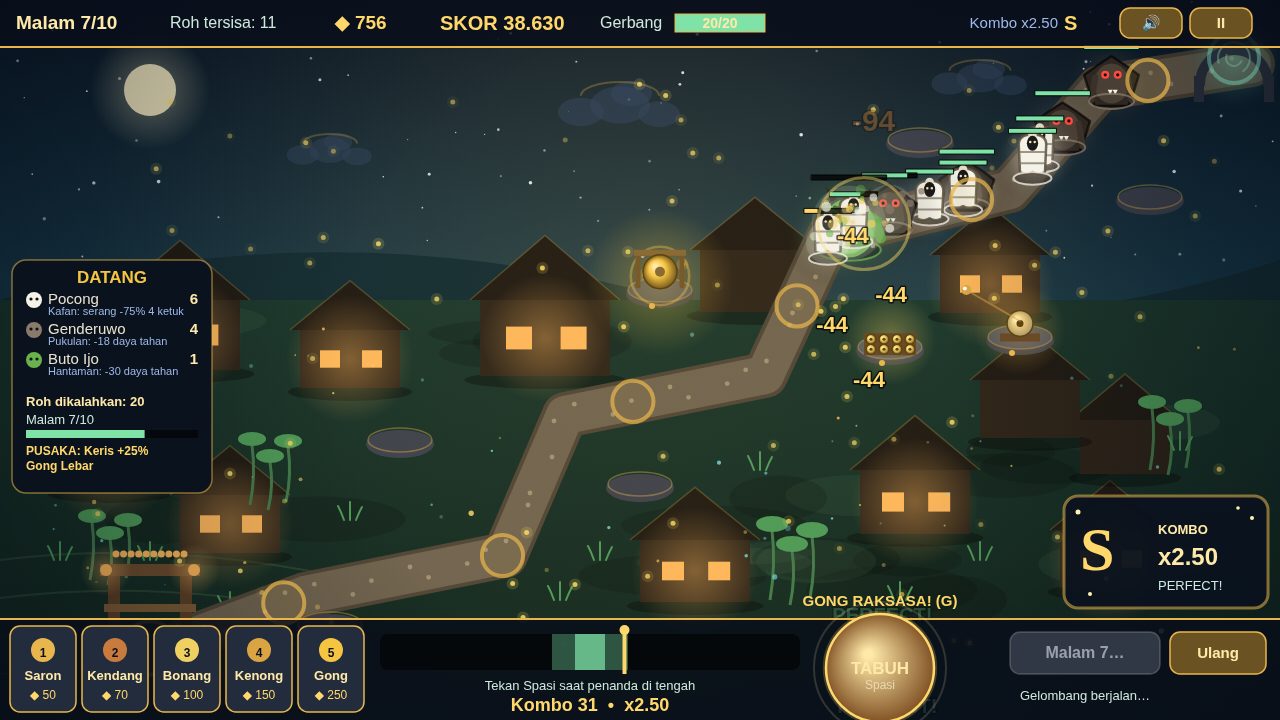 Malam 7/10 Roh tersisa: 11 ◆ 756 SKOR 38.630 Gerbang 20/20 Kombo x2.50 S
-94
-44
-44
-44
-44
DATANG
Pocong 6
Kafan: serang -75% 4 ketuk
Genderuwo 4
Pukulan: -18 daya tahan
Buto Ijo 1
Hantaman: -30 daya tahan
Roh dikalahkan: 20
Malam 7/10
PUSAKA: Keris +25%
Gong Lebar
S
KOMBO
x2.50
PERFECT!
GONG RAKSASA! (G)
PERFECT!
1 Saron ◆ 50
2 Kendang ◆ 70
3 Bonang ◆ 100
4 Kenong ◆ 150
5 Gong ◆ 250
Tekan Spasi saat penanda di tengah
Kombo 31 • x2.50
TABUH
Spasi
Malam 7…
Ulang
Gelombang berjalan…